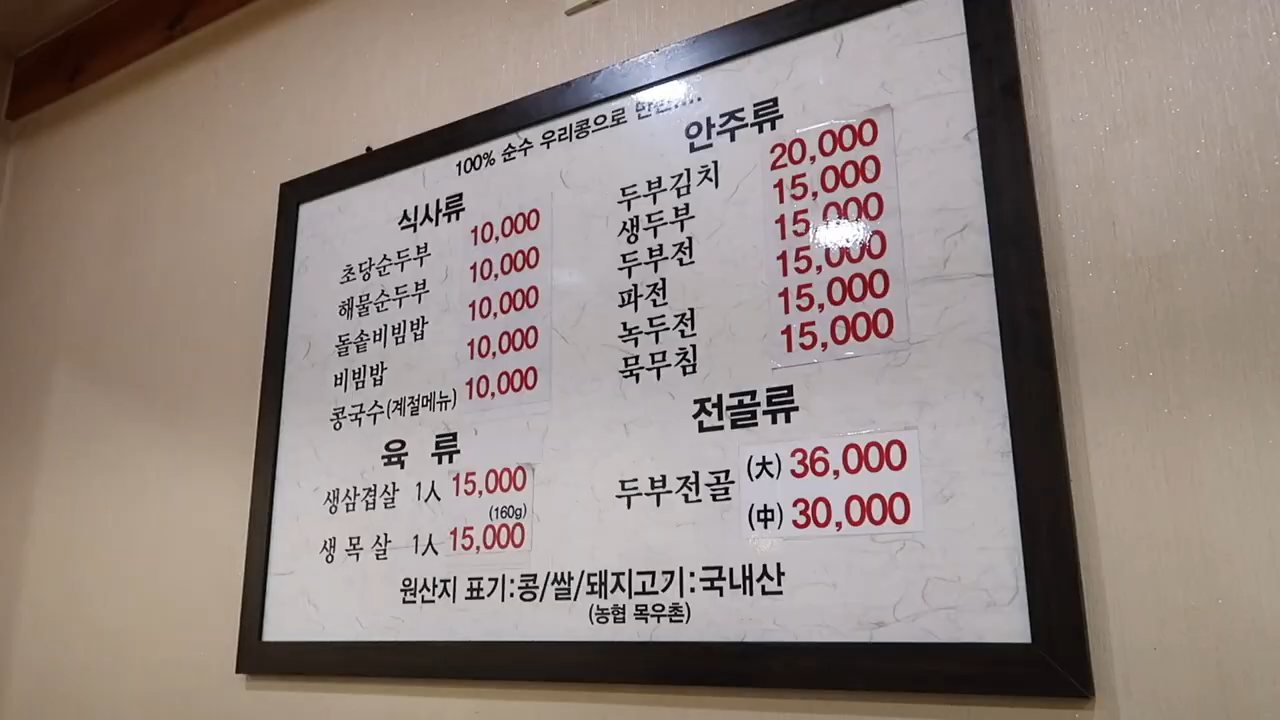 100% 순수 우리콩으로
식사류
초당순두부 10,000
해물순두부 10,000
돌솥비빔밥 10,000
비빔밥 10,000
콩국수(계절메뉴) 10,000
육 류
생삼겹살 1人 15,000
(160g)
생목살 1人 15,000
안주류
두부김치 20,000
생두부 15,000
두부전 15,000
파전 15,000
녹두전 15,000
묵무침 15,000
전골류
두부전골 (大) 36,000
(中) 30,000
원산지 표기:콩/쌀/돼지고기:국내산
(농협 목우촌)